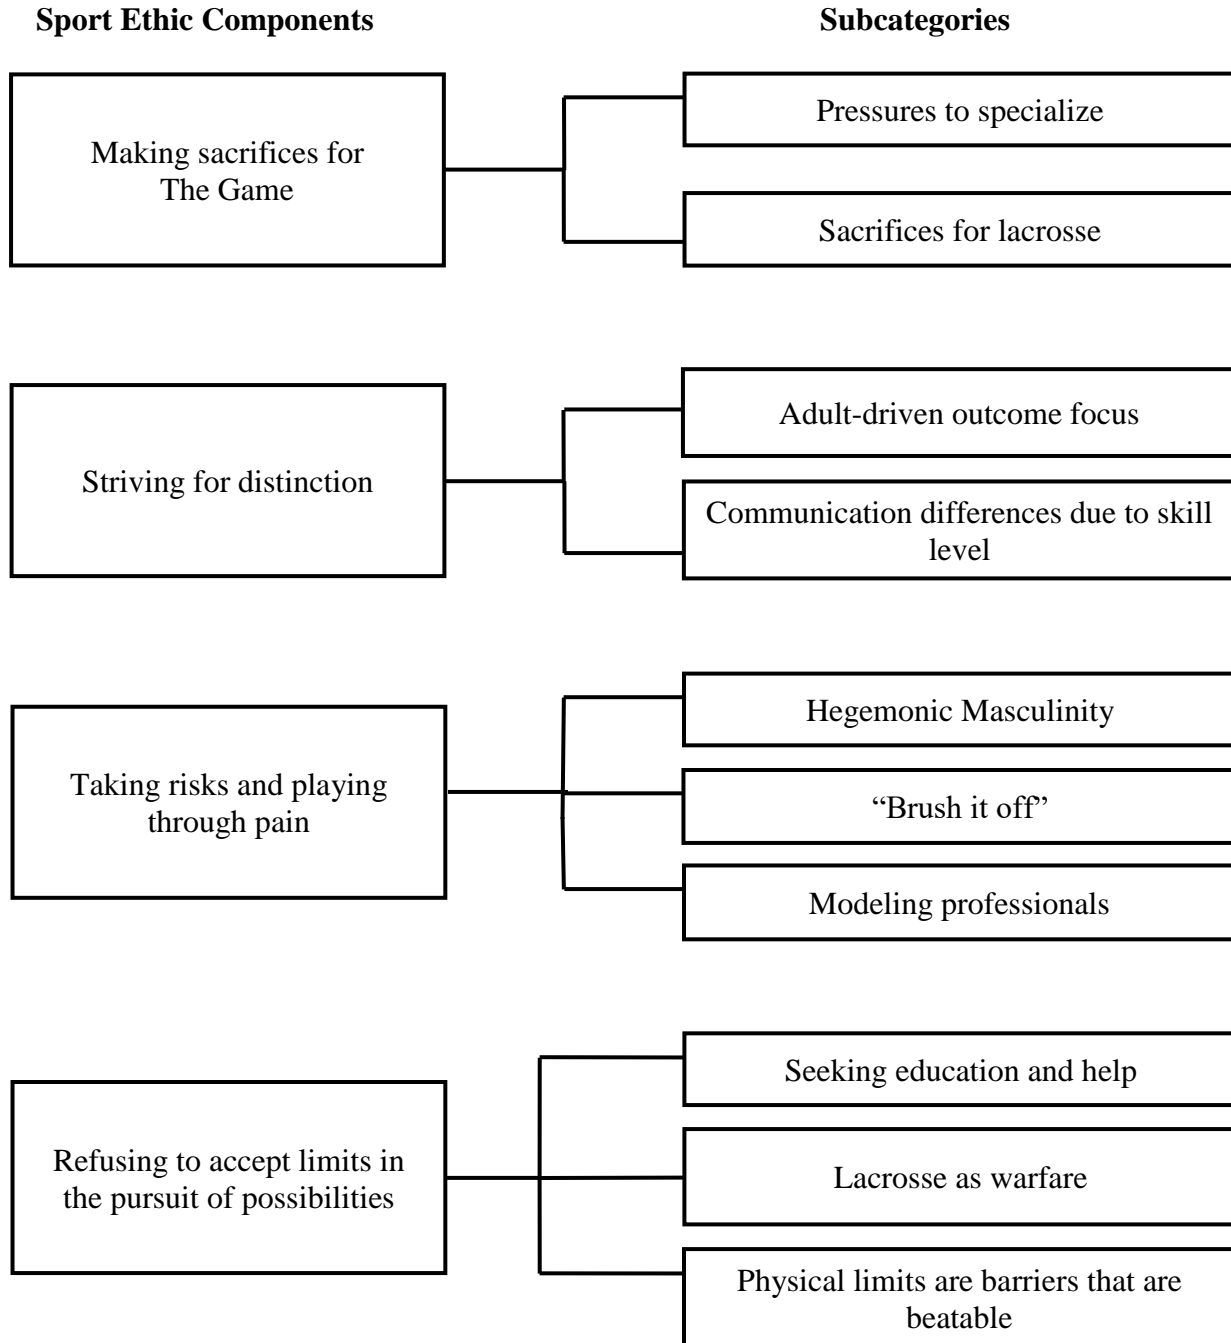 Sport Ethic Components
Subcategories
Making sacrifices for
The Game
Pressures to specialize
Sacrifices for lacrosse
Striving for distinction
Adult-driven outcome focus
Communication differences due to skill
level
Taking risks and playing
through pain
Hegemonic Masculinity
“Brush it off”
Modeling professionals
Refusing to accept limits in
the pursuit of possibilities
Seeking education and help
Lacrosse as warfare
Physical limits are barriers that are
beatable